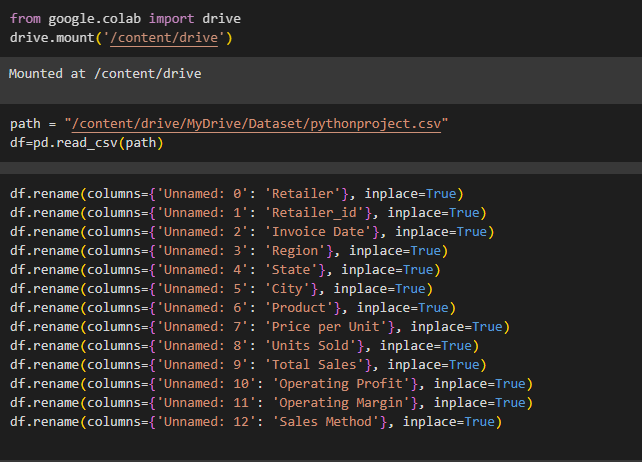 from google.colab import drive
drive.mount('/content/drive')
Mounted at /content/drive
path = "/content/drive/MyDrive/Dataset/pythonproject.csv"
df=pd.read_csv(path)
df.rename(columns={'Unnamed: 0': 'Retailer'}, inplace=True)
df.rename(columns={'Unnamed: 1': 'Retailer_id'}, inplace=True)
df.rename(columns={'Unnamed: 2': 'Invoice Date'}, inplace=True)
df.rename(columns={'Unnamed: 3': 'Region'}, inplace=True)
df.rename(columns={'Unnamed: 4': 'State'}, inplace=True)
df.rename(columns={'Unnamed: 5': 'City'}, inplace=True)
df.rename(columns={'Unnamed: 6': 'Product'}, inplace=True)
df.rename(columns={'Unnamed: 7': 'Price per Unit'}, inplace=True)
df.rename(columns={'Unnamed: 8': 'Units Sold'}, inplace=True)
df.rename(columns={'Unnamed: 9': 'Total Sales'}, inplace=True)
df.rename(columns={'Unnamed: 10': 'Operating Profit'}, inplace=True)
df.rename(columns={'Unnamed: 11': 'Operating Margin'}, inplace=True)
df.rename(columns={'Unnamed: 12': 'Sales Method'}, inplace=True)